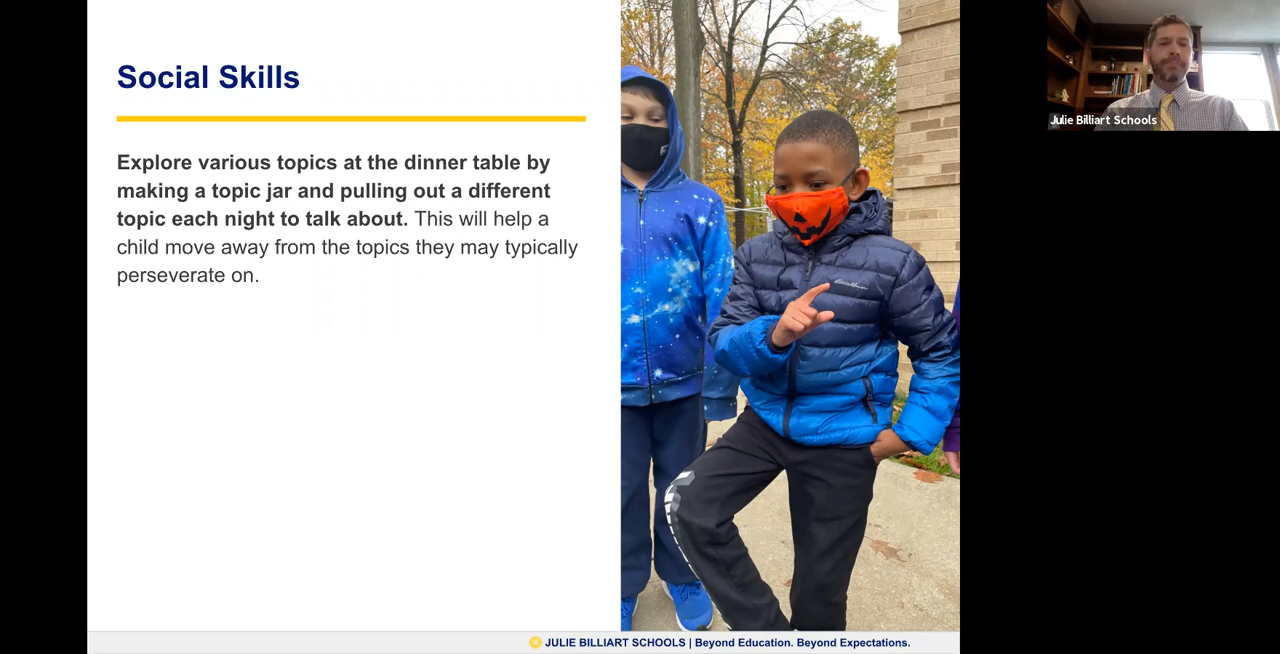 Social Skills
Explore various topics at the dinner table by
making a topic jar and pulling out a different
topic each night to talk about. This will help a
child move away from the topics they may typically
perseverate on.
Julie Billiart Schools
Eddie Bauer
JULIE BILLIART SCHOOLS | Beyond Education. Beyond Expectations.